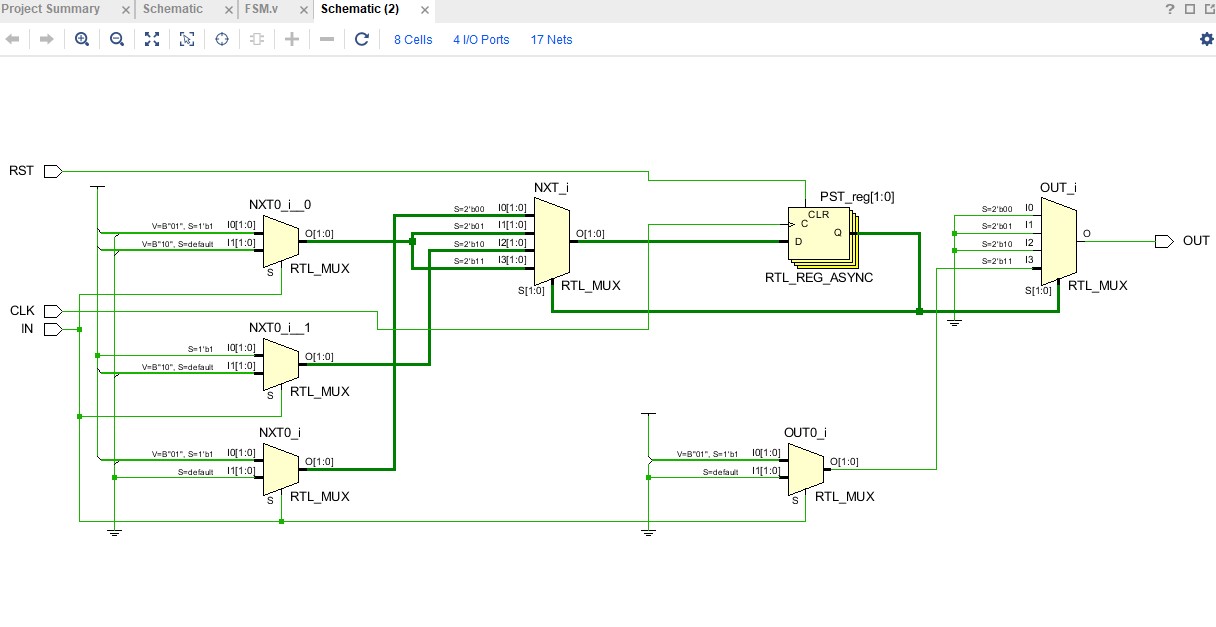 Project Summary × Schematic × FSM.v × Schematic (2) ×
?
8 Cells 4 I/O Ports 17 Nets
RST
NXT0_i__0
V=B"01", S=1'b1 I0[1:0]
V=B"10", S=default I1[1:0]
O[1:0]
S
RTL_MUX
NXT_i
S=2'b00 I0[1:0]
S=2'b01 I1[1:0]
S=2'b10 I2[1:0]
S=2'b11 I3[1:0]
O[1:0]
S[1:0]
RTL_MUX
PST_reg[1:0]
CLR
C
D
Q
RTL_REG_ASYNC
OUT_i
S=2'b00 I0
S=2'b01 I1
S=2'b10 I2
S=2'b11 I3
O
S[1:0]
RTL_MUX
OUT
CLK
IN
NXT0_i__1
S=1'b1 I0[1:0]
V=B"10", S=default I1[1:0]
O[1:0]
S
RTL_MUX
NXT0_i
V=B"01", S=1'b1 I0[1:0]
S=default I1[1:0]
O[1:0]
S
RTL_MUX
OUT0_i
V=B"01", S=1'b1 I0[1:0]
S=default I1[1:0]
O[1:0]
S
RTL_MUX